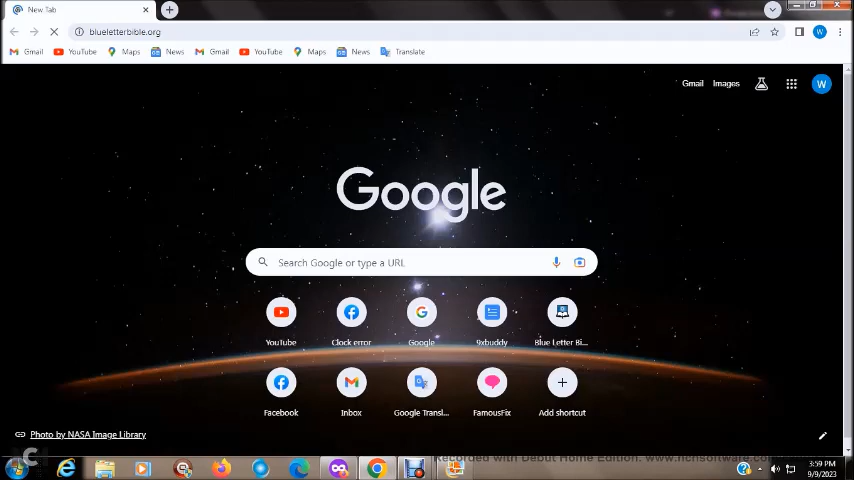 New Tab
blueletterbible.org
Gmail YouTube Maps News Gmail YouTube Maps News Translate
Gmail Images W
Google
Search Google or type a URL
YouTube Clock error Google 9xbuddy Blue Letter Bi...
Facebook Inbox Google Transl... FamousFix Add shortcut
Photo by NASA Image Library
Recorded with Debut Home Edition. www.nchsoftware.com
3:59 PM
9/9/2023